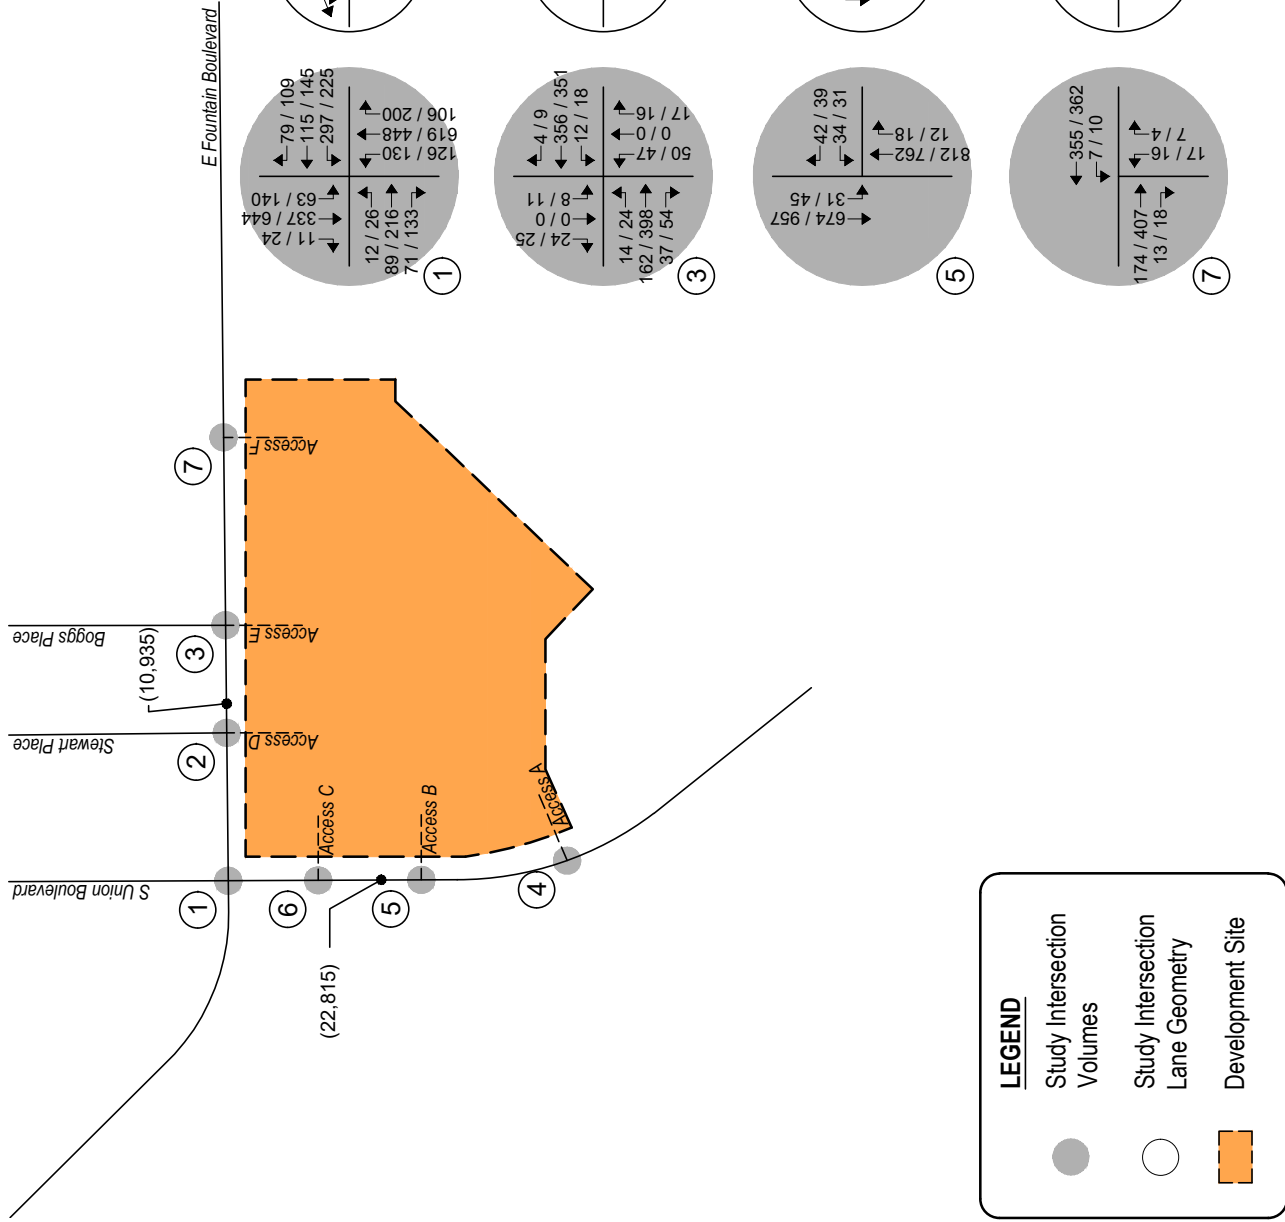 E Fountain Boulevard
S Union Boulevard
Stewart Place
Boggs Place
(10,935)
(22,815)
1
2
3
7
6
5
4
Access D
Access E
Access F
Access C
Access B
Access A
79 / 109
115 / 145
297 / 225
63 / 140
337 / 644
11 / 24
12 / 26
89 / 216
71 / 133
106 / 200
619 / 448
126 / 130
1
4 / 9
356 / 351
12 / 18
8 / 11
0 / 0
24 / 25
14 / 24
162 / 398
37 / 54
17 / 16
0 / 0
50 / 47
3
42 / 39
34 / 31
31 / 45
674 / 957
12 / 18
812 / 762
5
355 / 362
7 / 10
174 / 407
13 / 18
7 / 4
17 / 16
7
LEGEND
Study Intersection
Volumes
Study Intersection
Lane Geometry
Development Site